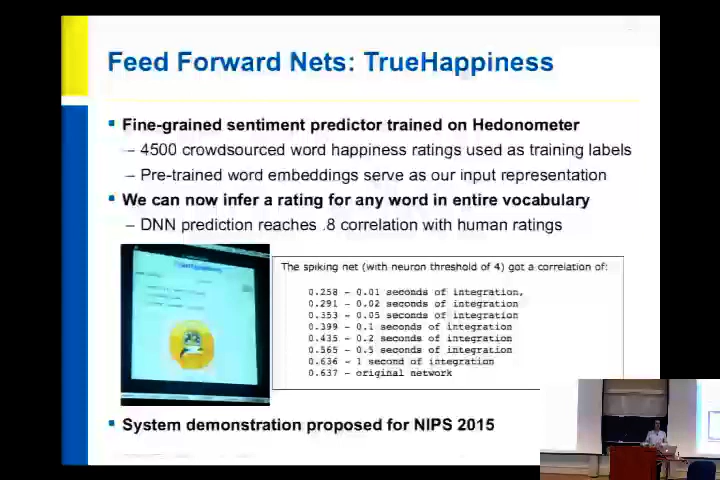 Feed Forward Nets: TrueHappiness
Fine-grained sentiment predictor trained on Hedonometer
– 4500 crowdsourced word happiness ratings used as training labels
– Pre-trained word embeddings serve as our input representation
We can now infer a rating for any word in entire vocabulary
– DNN prediction reaches .8 correlation with human ratings
TrueHappiness
The spiking net (with neuron threshold of 4) got a correlation of:
0.258 – 0.01 seconds of integration,
0.291 – 0.02 seconds of integration
0.353 – 0.05 seconds of integration
0.399 – 0.1 seconds of integration
0.435 – 0.2 seconds of integration
0.565 – 0.5 seconds of integration
0.636 – 1 second of integration
0.637 – original network
System demonstration proposed for NIPS 2015